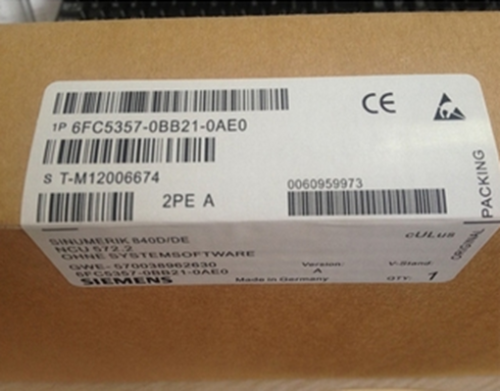 1P 6FC5357-0BB21-0AE0
CE
S T-M12006674
2PE A
0060959973
ORIGINAL PACKING
SINUMERIK 840D/DE
cULus
NCU 572.2
OHNE SYSTEMSOFTWARE
GWE- 570038962630
Version: V-Stand:
6FC5357-0BB21-0AE0 A
SIEMENS Made in Germany QTY: 1